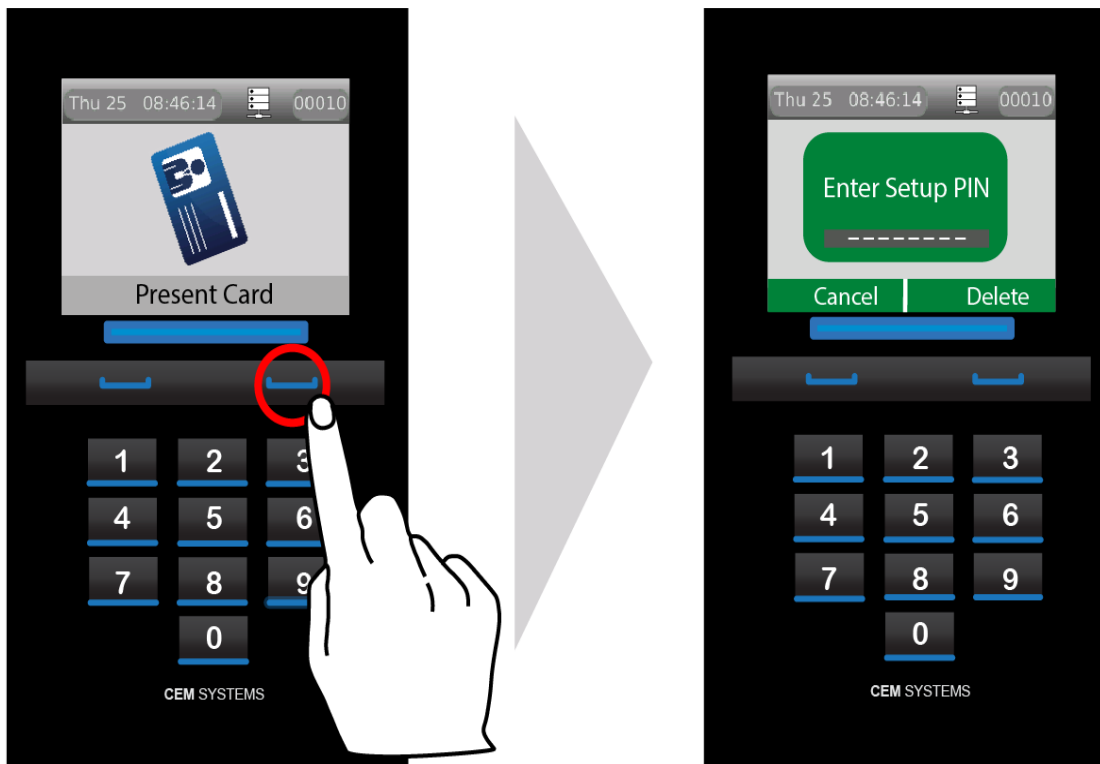 Thu 25 08:46:14 00010
Present Card
1 2 3
4 5 6
7 8 9
0
CEM SYSTEMS
Thu 25 08:46:14 00010
Enter Setup PIN
--------
Cancel Delete
1 2 3
4 5 6
7 8 9
0
CEM SYSTEMS